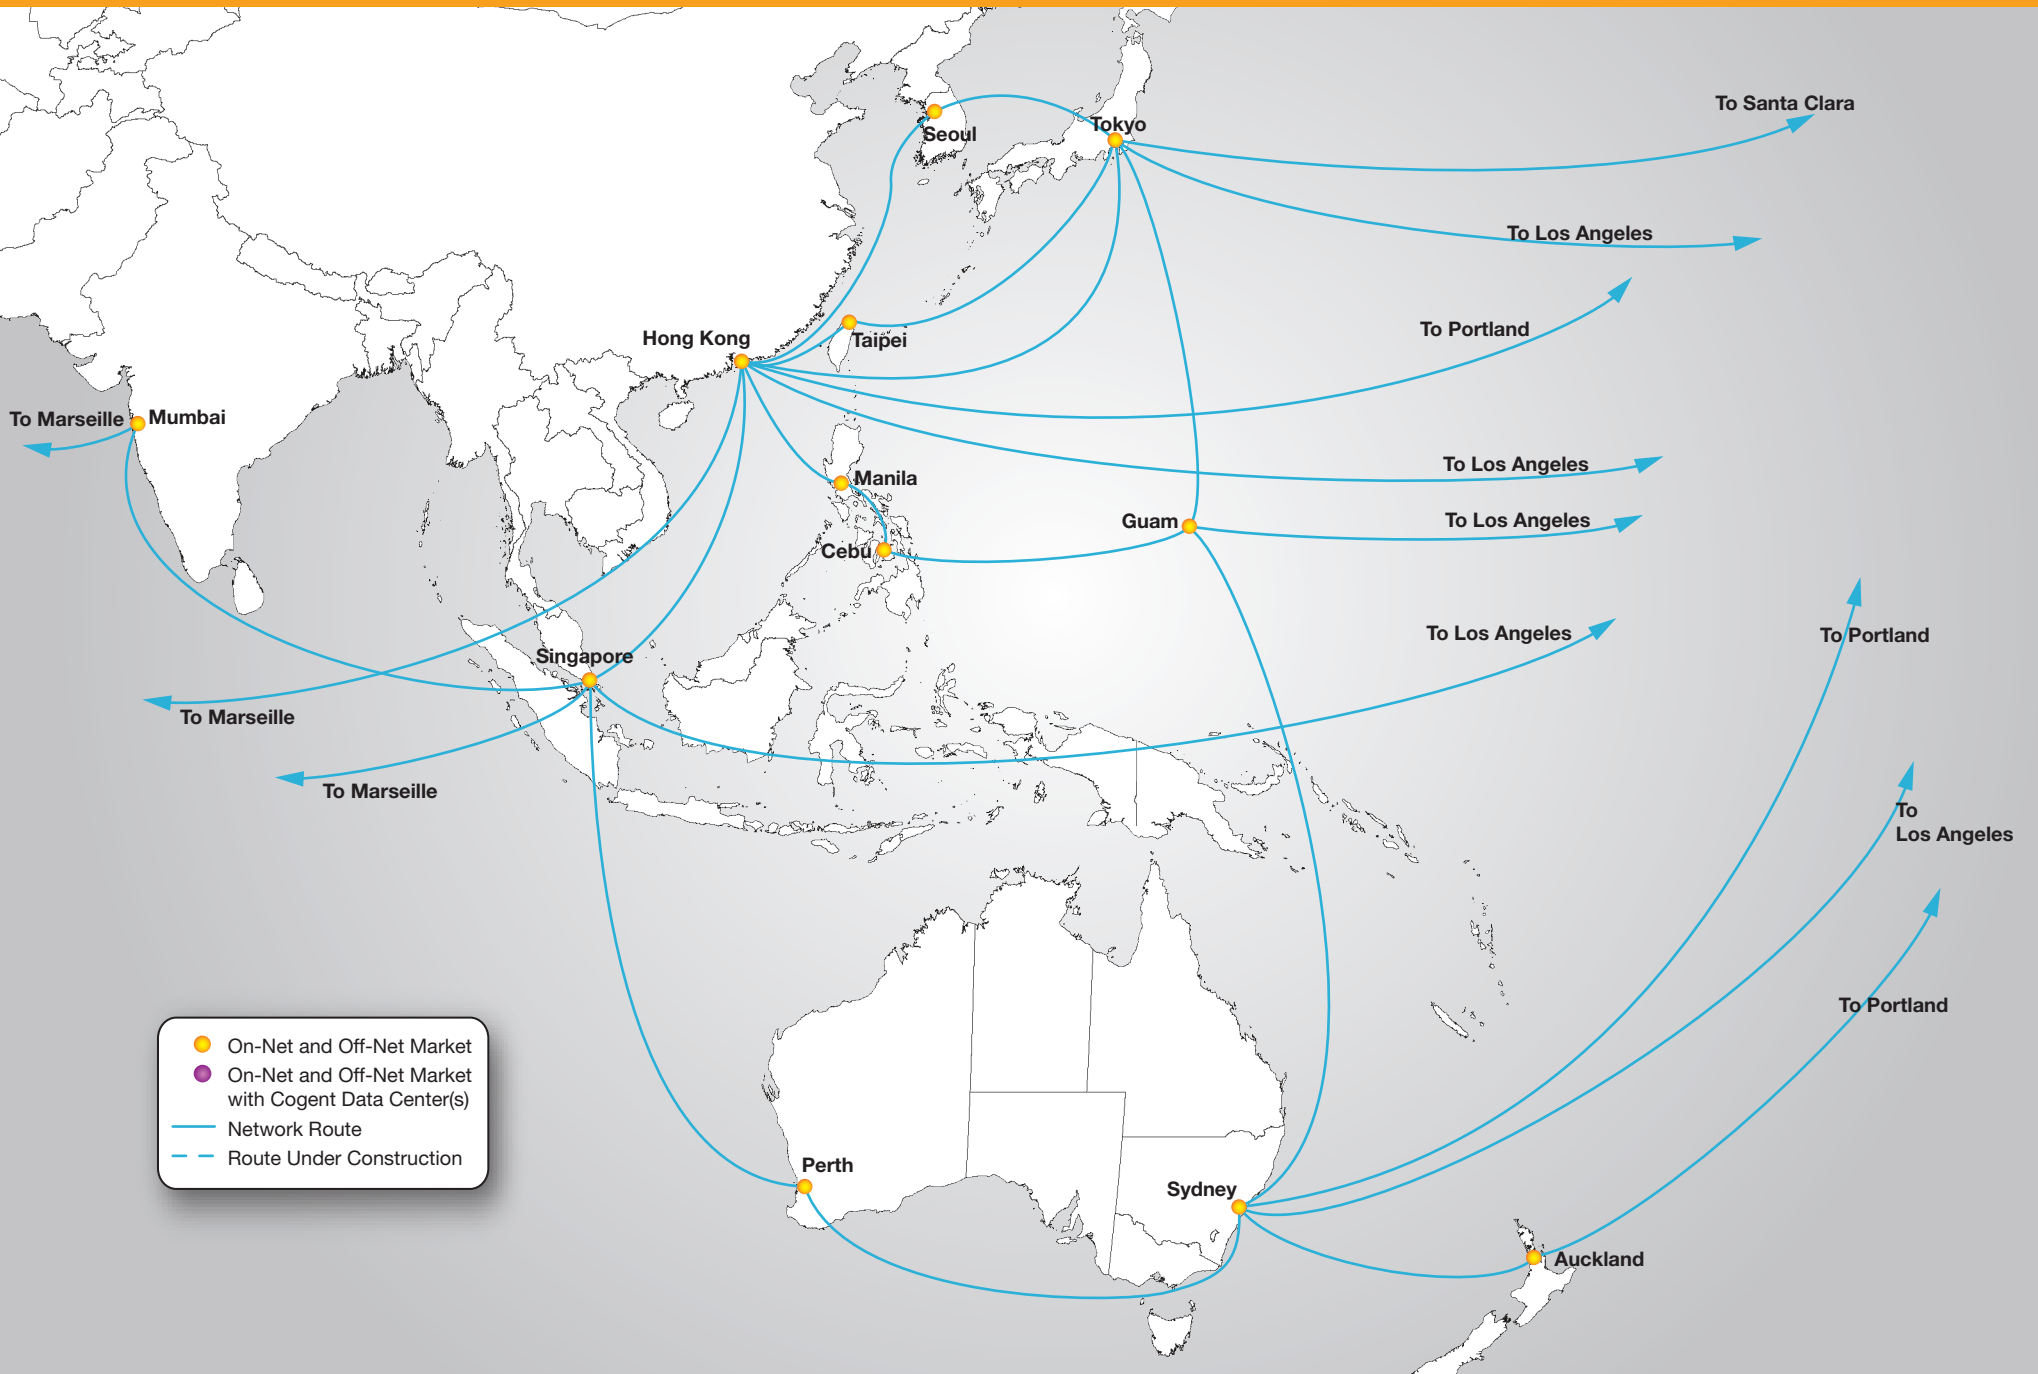 To Santa Clara
Tokyo
Seoul
To Los Angeles
To Portland
Hong Kong
Taipei
To Marseille
Mumbai
To Los Angeles
Manila
Guam
To Los Angeles
Cebu
To Los Angeles
To Portland
Singapore
To Marseille
To Marseille
To
Los Angeles
To Portland
On-Net and Off-Net Market
On-Net and Off-Net Market
with Cogent Data Center(s)
Network Route
Route Under Construction
Perth
Sydney
Auckland